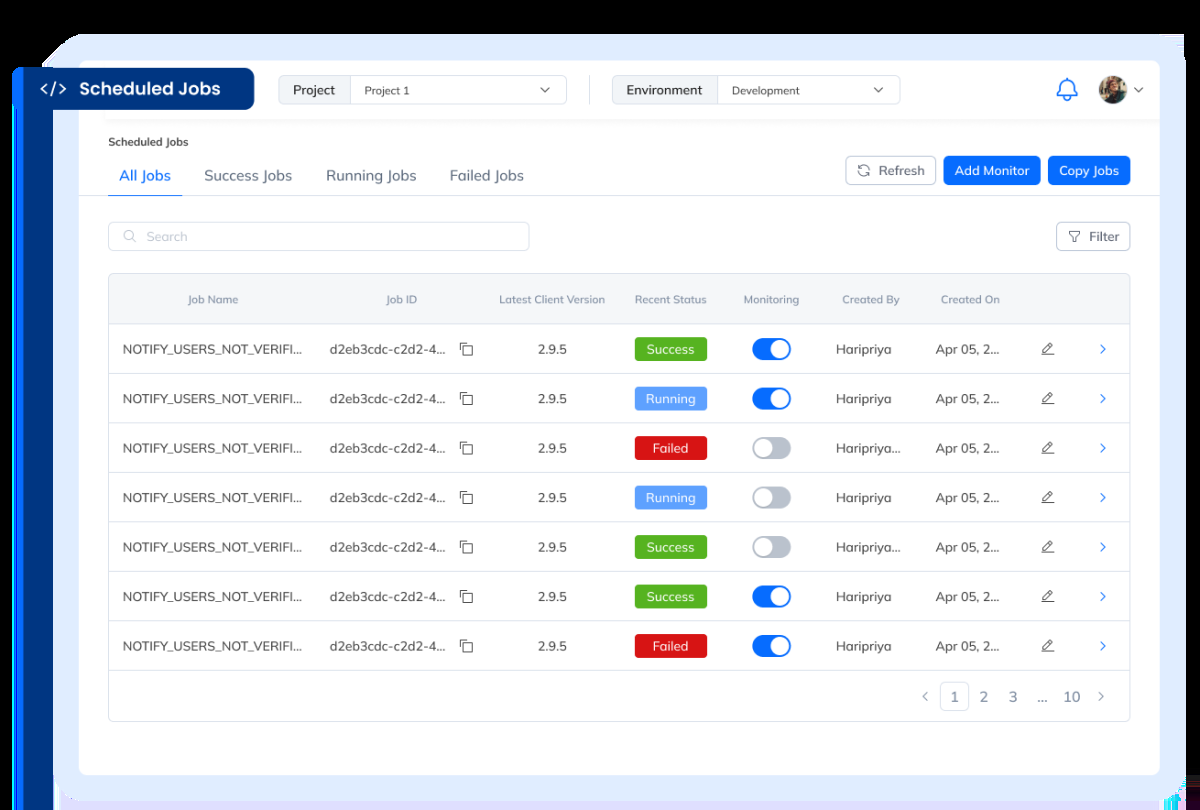 </> Scheduled Jobs Project Project 1 Environment Development
Scheduled Jobs
All Jobs Success Jobs Running Jobs Failed Jobs Refresh Add Monitor Copy Jobs
Search Filter
Job Name Job ID Latest Client Version Recent Status Monitoring Created By Created On
NOTIFY_USERS_NOT_VERIFI... d2eb3cdc-c2d2-4... 2.9.5 Success Haripriya Apr 05, 2...
NOTIFY_USERS_NOT_VERIFI... d2eb3cdc-c2d2-4... 2.9.5 Running Haripriya Apr 05, 2...
NOTIFY_USERS_NOT_VERIFI... d2eb3cdc-c2d2-4... 2.9.5 Failed Haripriya... Apr 05, 2...
NOTIFY_USERS_NOT_VERIFI... d2eb3cdc-c2d2-4... 2.9.5 Running Haripriya Apr 05, 2...
NOTIFY_USERS_NOT_VERIFI... d2eb3cdc-c2d2-4... 2.9.5 Success Haripriya... Apr 05, 2...
NOTIFY_USERS_NOT_VERIFI... d2eb3cdc-c2d2-4... 2.9.5 Success Haripriya Apr 05, 2...
NOTIFY_USERS_NOT_VERIFI... d2eb3cdc-c2d2-4... 2.9.5 Failed Haripriya Apr 05, 2...
< 1 2 3 ... 10 >